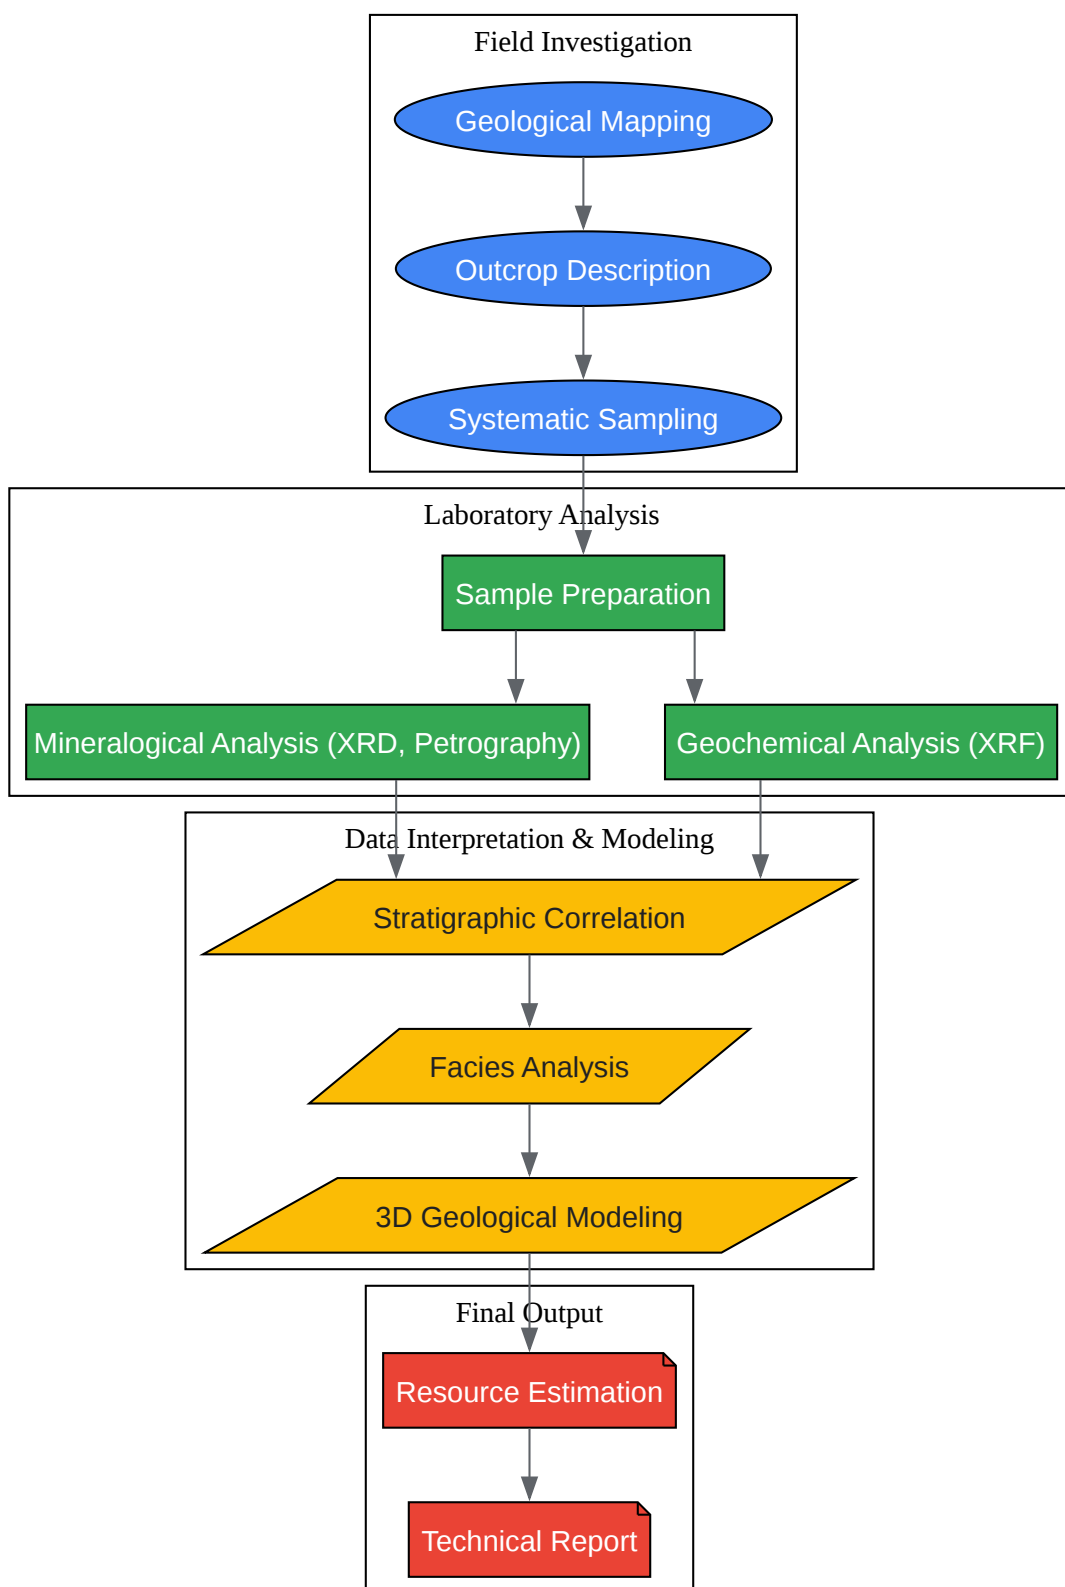 Field Investigation
Geological Mapping
Outcrop Description
Systematic Sampling
Laboratory Analysis
Sample Preparation
Mineralogical Analysis (XRD, Petrography)
Geochemical Analysis (XRF)
Data Interpretation & Modeling
Stratigraphic Correlation
Facies Analysis
3D Geological Modeling
Final Output
Resource Estimation
Technical Report